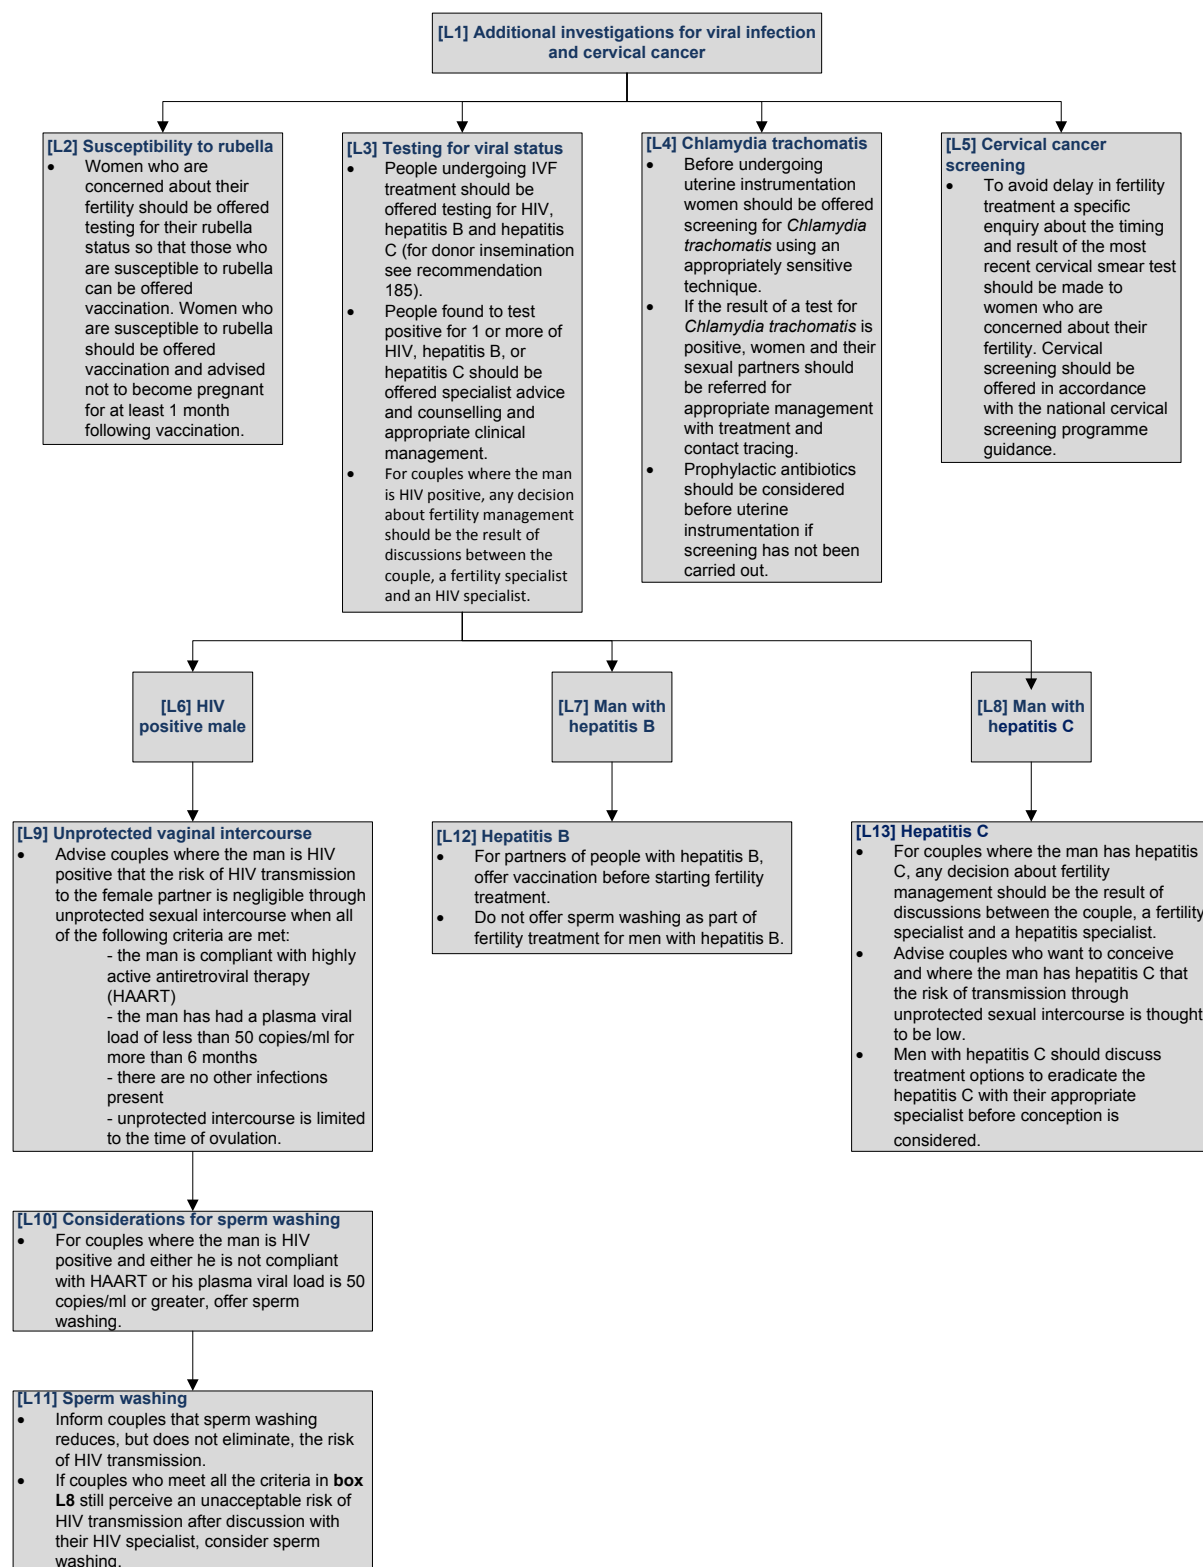 [L1] Additional investigations for viral infection
and cervical cancer
[L2] Susceptibility to rubella
• Women who are
concerned about their
fertility should be offered
testing for their rubella
status so that those who
are susceptible to rubella
can be offered
vaccination. Women who
are susceptible to rubella
should be offered
vaccination and advised
not to become pregnant
for at least 1 month
following vaccination.
[L3] Testing for viral status
• People undergoing IVF
treatment should be
offered testing for HIV,
hepatitis B and hepatitis
C (for donor insemination
see recommendation
185).
• People found to test
positive for 1 or more of
HIV, hepatitis B, or
hepatitis C should be
offered specialist advice
and counselling and
appropriate clinical
management.
• For couples where the man
is HIV positive, any decision
about fertility management
should be the result of
discussions between the
couple, a fertility specialist
and an HIV specialist.
[L4] Chlamydia trachomatis
• Before undergoing
uterine instrumentation
women should be offered
screening for Chlamydia
trachomatis using an
appropriately sensitive
technique.
• If the result of a test for
Chlamydia trachomatis is
positive, women and their
sexual partners should
be referred for
appropriate management
with treatment and
contact tracing.
• Prophylactic antibiotics
should be considered
before uterine
instrumentation if
screening has not been
carried out.
[L5] Cervical cancer
screening
• To avoid delay in fertility
treatment a specific
enquiry about the timing
and result of the most
recent cervical smear test
should be made to
women who are
concerned about their
fertility. Cervical
screening should be
offered in accordance
with the national cervical
screening programme
guidance.
[L6] HIV
positive male
[L7] Man with
hepatitis B
[L8] Man with
hepatitis C
[L9] Unprotected vaginal intercourse
• Advise couples where the man is HIV
positive that the risk of HIV transmission
to the female partner is negligible through
unprotected sexual intercourse when all
of the following criteria are met:
- the man is compliant with highly
active antiretroviral therapy
(HAART)
- the man has had a plasma viral
load of less than 50 copies/ml for
more than 6 months
- there are no other infections
present
- unprotected intercourse is limited
to the time of ovulation.
[L12] Hepatitis B
• For partners of people with hepatitis B,
offer vaccination before starting fertility
treatment.
• Do not offer sperm washing as part of
fertility treatment for men with hepatitis B.
[L13] Hepatitis C
• For couples where the man has hepatitis
C, any decision about fertility
management should be the result of
discussions between the couple, a fertility
specialist and a hepatitis specialist.
• Advise couples who want to conceive
and where the man has hepatitis C that
the risk of transmission through
unprotected sexual intercourse is thought
to be low.
• Men with hepatitis C should discuss
treatment options to eradicate the
hepatitis C with their appropriate
specialist before conception is
considered.
[L10] Considerations for sperm washing
• For couples where the man is HIV
positive and either he is not compliant
with HAART or his plasma viral load is 50
copies/ml or greater, offer sperm
washing.
[L11] Sperm washing
• Inform couples that sperm washing
reduces, but does not eliminate, the risk
of HIV transmission.
• If couples who meet all the criteria in box
L8 still perceive an unacceptable risk of
HIV transmission after discussion with
their HIV specialist, consider sperm
washing.